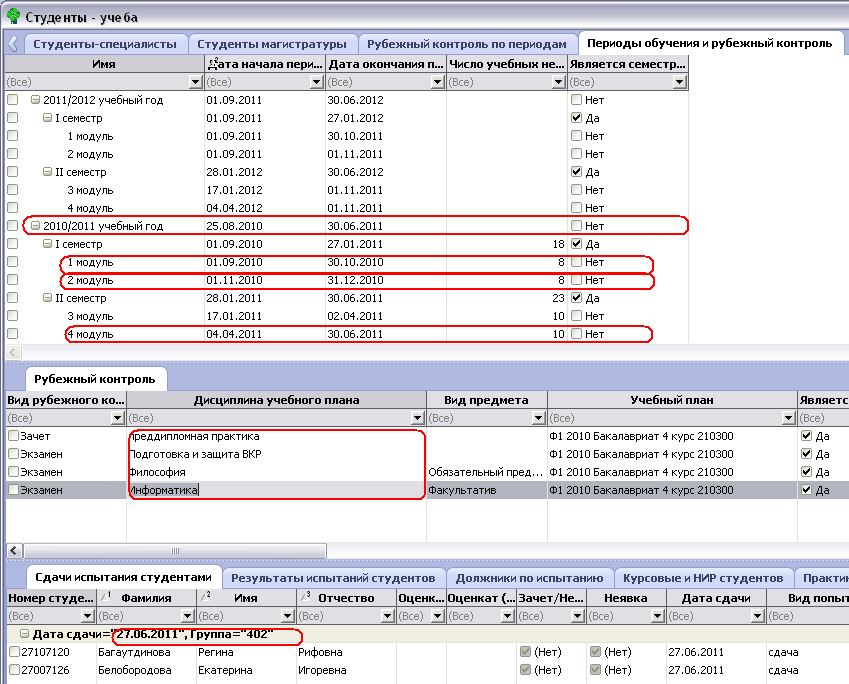 Студенты - учеба
Студенты-специалисты Студенты магистратуры Рубежный контроль по периодам Периоды обучения и рубежный контроль
Имя Дата начала пери... Дата окончания п... Число учебных не... Является семестр...
(Все) (Все) (Все) (Все) (Все)
2011/2012 учебный год 01.09.2011 30.06.2012 Нет
I семестр 01.09.2011 27.01.2012 Да
1 модуль 01.09.2011 30.10.2011 Нет
2 модуль 01.09.2011 01.11.2011 Нет
II семестр 28.01.2012 30.06.2012 Да
3 модуль 17.01.2012 01.11.2011 Нет
4 модуль 04.04.2012 01.11.2011 Нет
2010/2011 учебный год 25.08.2010 30.06.2011 Нет
I семестр 01.09.2010 27.01.2011 18 Да
1 модуль 01.09.2010 30.10.2010 8 Нет
2 модуль 01.11.2010 31.12.2010 8 Нет
II семестр 28.01.2011 30.06.2011 23 Да
3 модуль 17.01.2011 02.04.2011 10 Нет
4 модуль 04.04.2011 30.06.2011 10 Нет
Рубежный контроль
Вид рубежного ко... Дисциплина учебного плана Вид предмета Учебный план Являетс
(Все) (Все) (Все) (Все) (Все)
Зачет Преддипломная практика Ф1 2010 Бакалавриат 4 курс 210300 Да
Экзамен Подготовка и защита ВКР Ф1 2010 Бакалавриат 4 курс 210300 Да
Экзамен Философия Обязательный пред... Ф1 2010 Бакалавриат 4 курс 210300 Да
Экзамен Информатика Факультатив Ф1 2010 Бакалавриат 4 курс 210300 Да
Сдачи испытания студентами Результаты испытаний студентов Должники по испытанию Курсовые и НИР студентов Практин
Номер студе... 1 Фамилия 2 Имя 3 Отчество Оценк... Оценкат (... Зачет/Не... Неявка Дата сдачи Вид попыт
(Все) (Все) (Все) (Все) (Все) (Все) (Все) (Все) (Все) (Все)
Дата сдачи="27.06.2011", Группа="402"
27107120 Багаутдинова Регина Рифовна (Нет) (Нет) 27.06.2011 сдача
27007126 Белобородова Екатерина Игоревна (Нет) (Нет) 27.06.2011 сдача